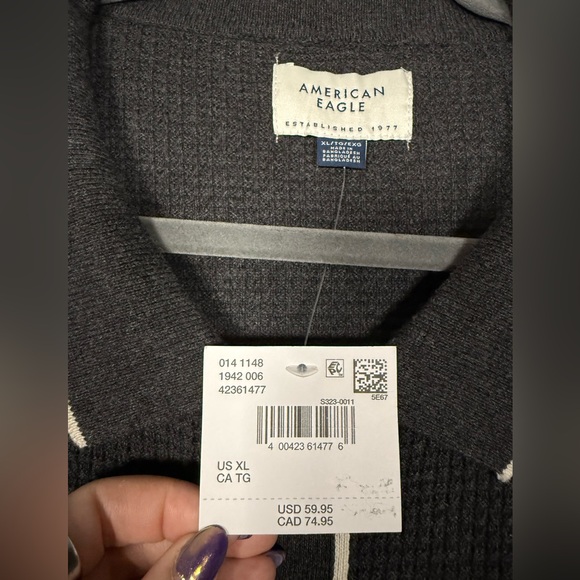 AMERICAN
EAGLE
ESTABLISHED 1977
XL/TG/EXG
MADE IN
BANGLADESH
FABRIQUÉ AU
BANGLADESH
014 1148
1942 006
42361477
5E67
S323-0011
4 00423 61477 6
US XL
CA TG
USD 59.95
CAD 74.95